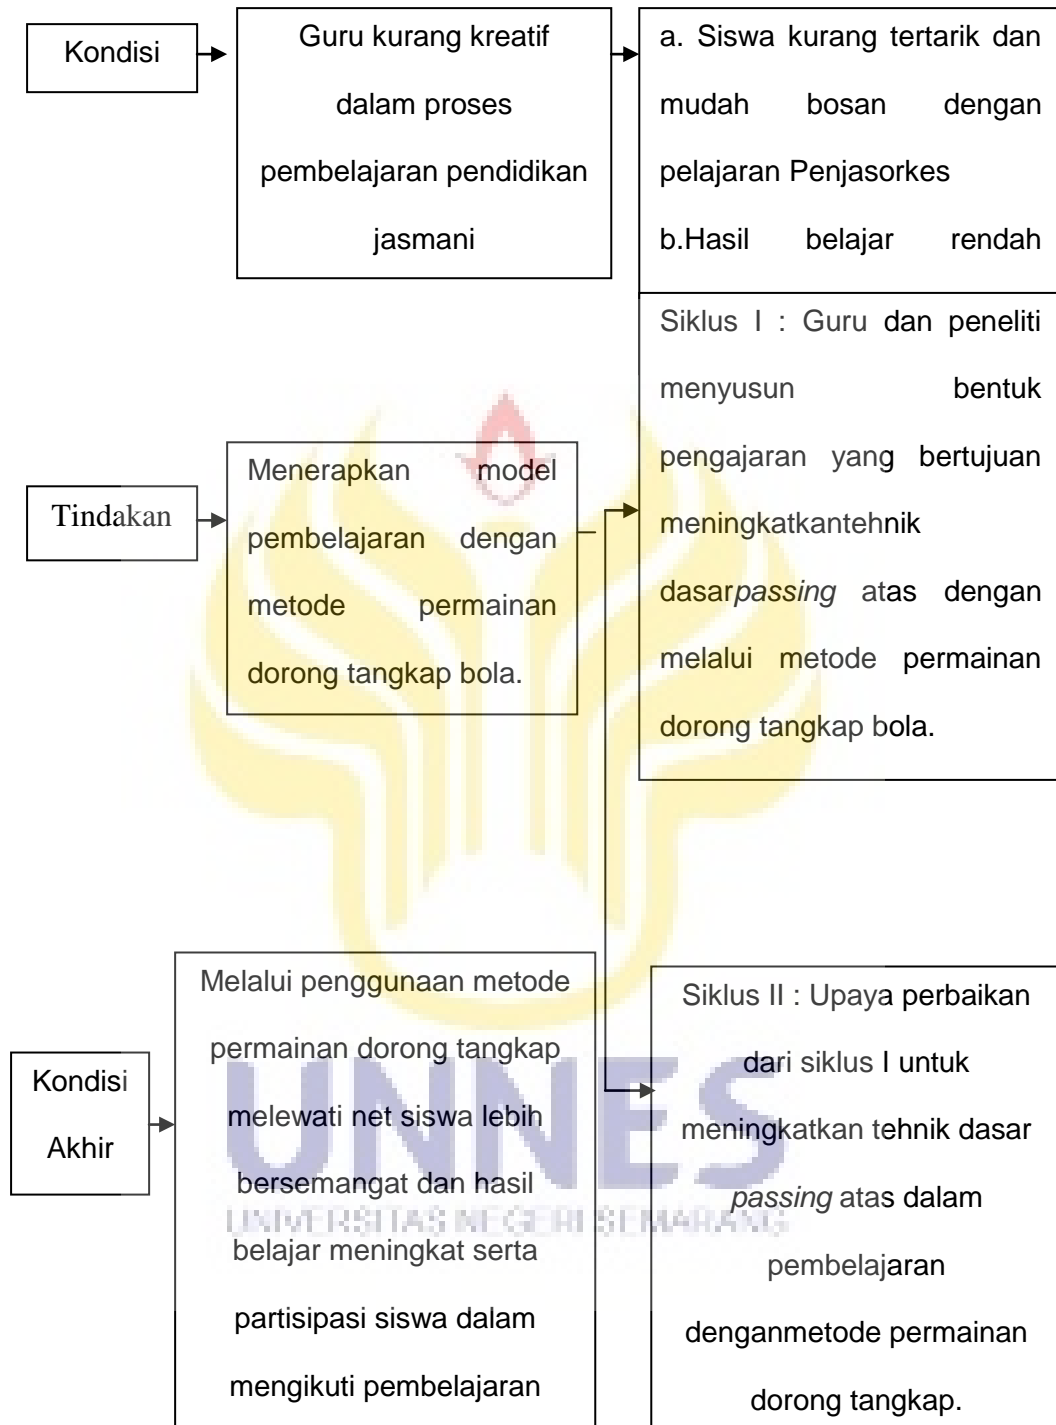 Kondisi
Guru kurang kreatif
dalam proses
pembelajaran pendidikan
jasmani
a. Siswa kurang tertarik dan
mudah bosan dengan
pelajaran Penjasorkes
b.Hasil belajar rendah
Tindakan
Menerapkan model
pembelajaran dengan
metode permainan
dorong tangkap bola.
Siklus I : Guru dan peneliti
menyusun bentuk
pengajaran yang bertujuan
meningkatkantehnik
dasarpassing atas dengan
melalui metode permainan
dorong tangkap bola.
Kondisi
Akhir
Melalui penggunaan metode
permainan dorong tangkap
melewati net siswa lebih
bersemangat dan hasil
belajar meningkat serta
partisipasi siswa dalam
mengikuti pembelajaran
Siklus II : Upaya perbaikan
dari siklus I untuk
meningkatkan tehnik dasar
passing atas dalam
pembelajaran
denganmetode permainan
dorong tangkap.
UNNES
UNIVERSITAS NEGERI SEMARANG